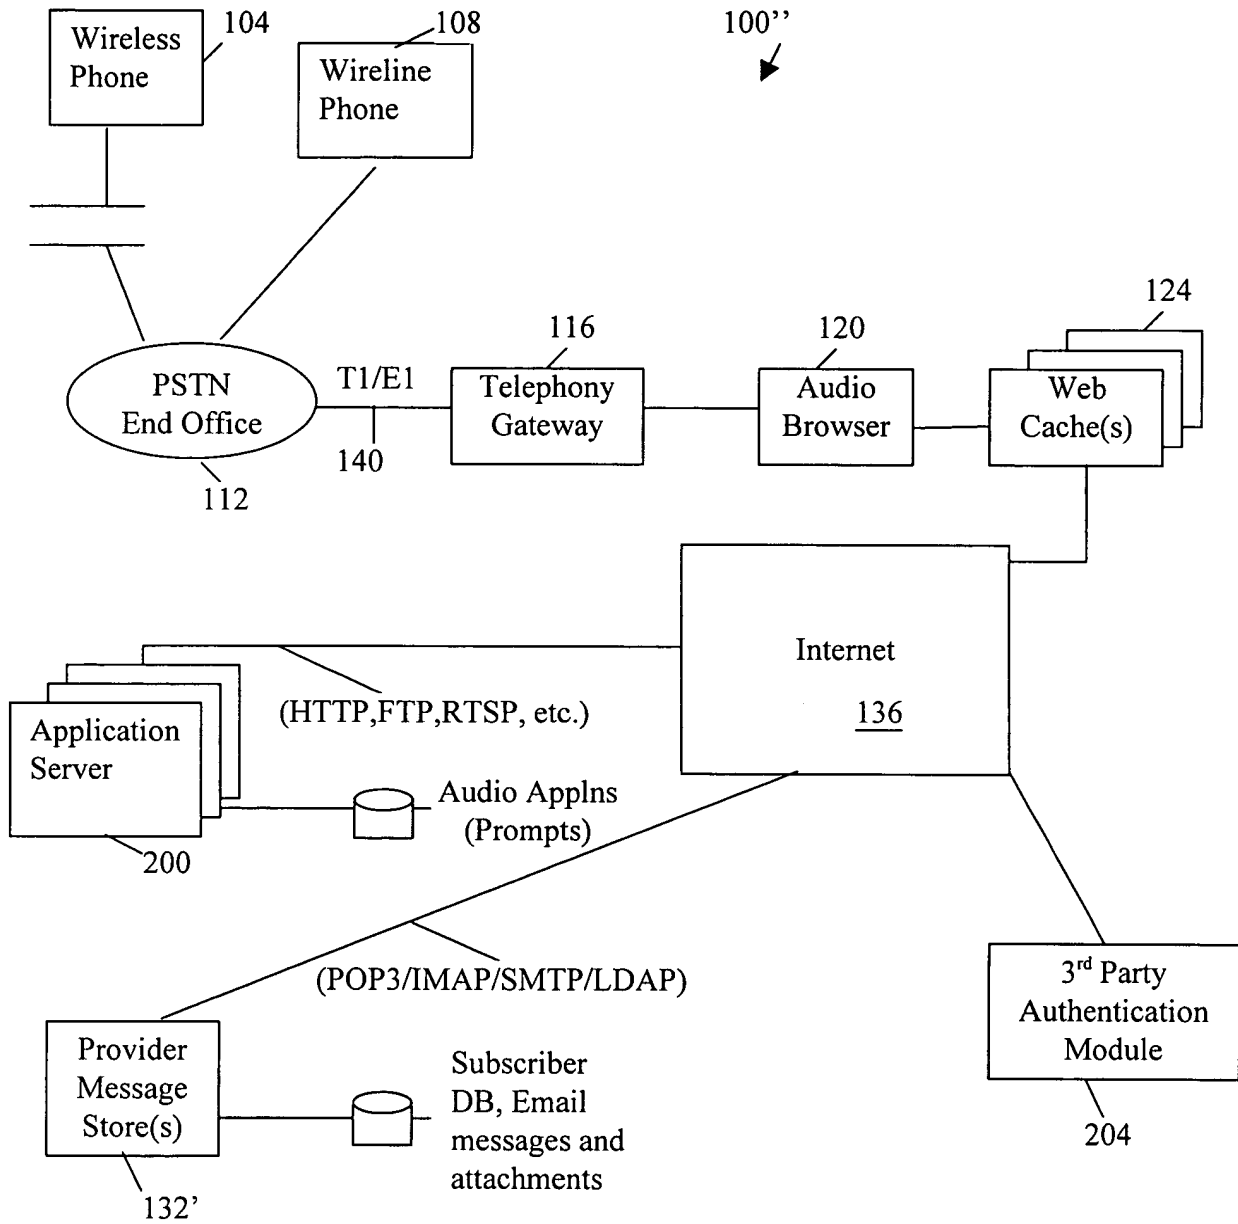 Wireless
Phone
104
Wireline
Phone
108
100’’
PSTN
End Office
112
T1/E1
140
Telephony
Gateway
116
Audio
Browser
120
Web
Cache(s)
124
Internet
136
(HTTP,FTP,RTSP, etc.)
Application
Server
200
Audio Applns
(Prompts)
(POP3/IMAP/SMTP/LDAP)
Provider
Message
Store(s)
132’
Subscriber
DB, Email
messages and
attachments
3rd Party
Authentication
Module
204